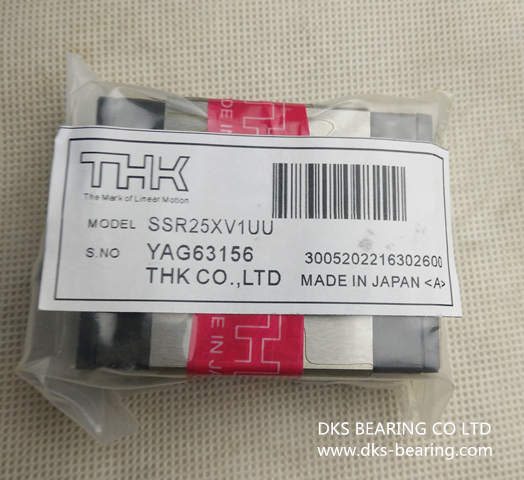 THK
The Mark of Linear Motion
MODEL SSR25XV1UU
S.NO YAG63156
THK CO.,LTD
3005202216302600
MADE IN JAPAN <A>
DKS BEARING CO LTD
www.dks-bearing.com